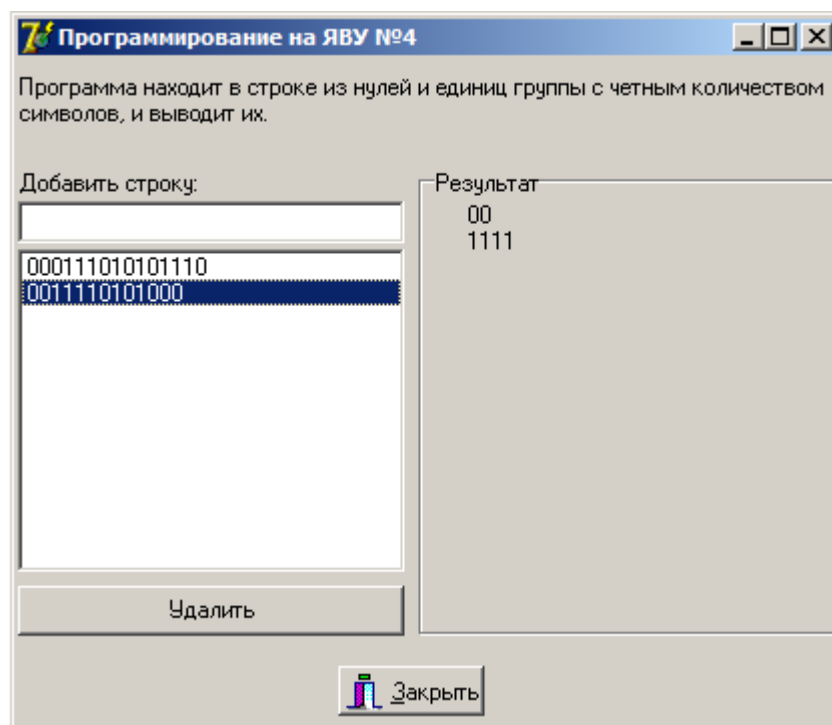 Программирование на ЯВУ №4
Программа находит в строке из нулей и единиц группы с четным количеством
символов, и выводит их.
Добавить строку:
000111010101110
0011110101000
Удалить
Результат
00
1111
Закрыть